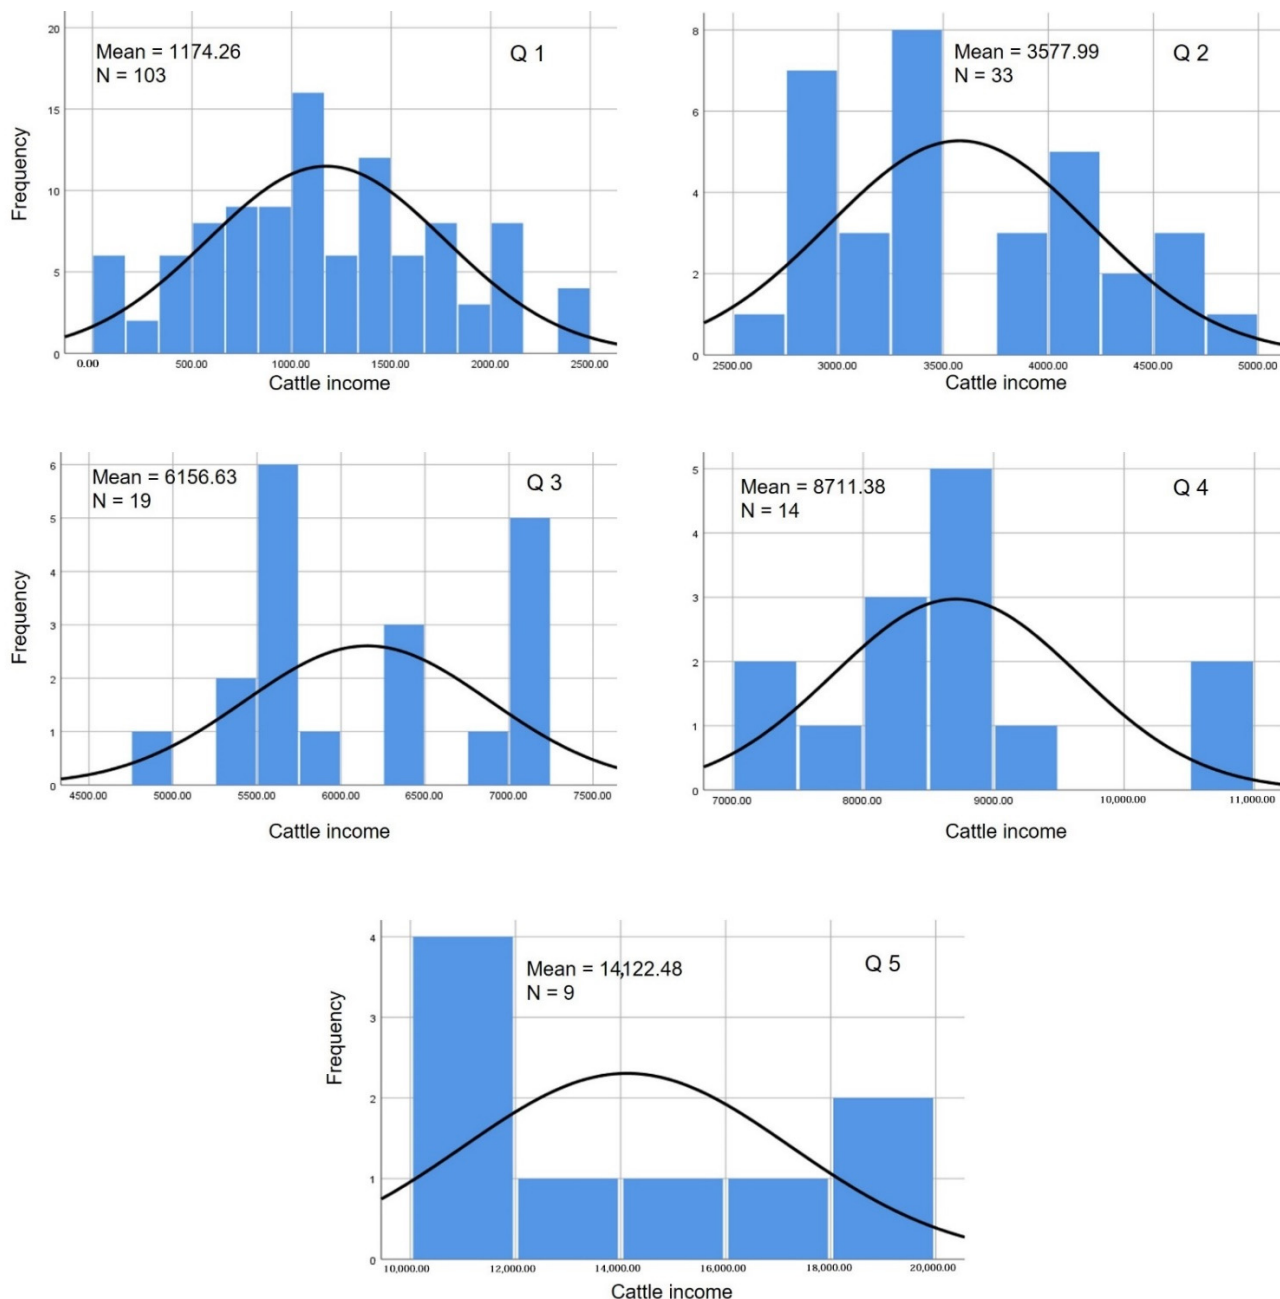 20
15
10
5
0
Frequency
Mean = 1174.26
N = 103
Q 1
0.00 500.00 1000.00 1500.00 2000.00 2500.00
Cattle income
8
6
4
2
0
Mean = 3577.99
N = 33
Q 2
2500.00 3000.00 3500.00 4000.00 4500.00 5000.00
Cattle income
6
5
4
3
2
1
0
Frequency
Mean = 6156.63
N = 19
Q 3
4500.00 5000.00 5500.00 6000.00 6500.00 7000.00 7500.00
Cattle income
5
4
3
2
1
0
Mean = 8711.38
N = 14
Q 4
7000.00 8000.00 9000.00 10,000.00 11,000.00
Cattle income
4
3
2
1
0
Frequency
Mean = 14,122.48
N = 9
Q 5
10,000.00 12,000.00 14,000.00 16,000.00 18,000.00 20,000.00
Cattle income